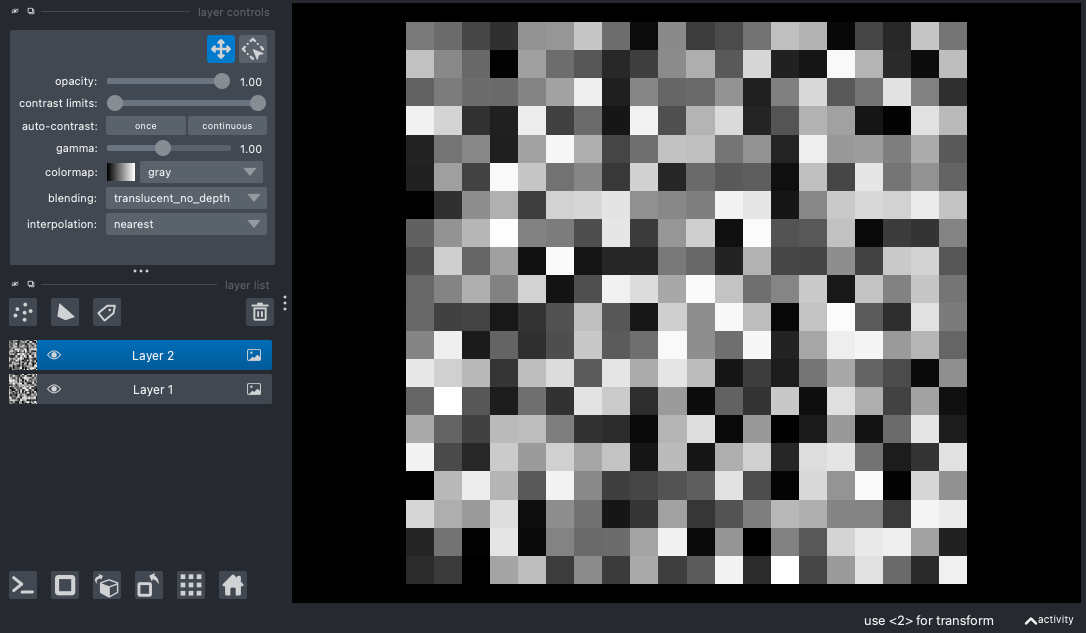 layer controls
opacity: 1.00
contrast limits:
auto-contrast: once continuous
gamma: 1.00
colormap: gray
blending: translucent_no_depth
interpolation: nearest
layer list
Layer 2
Layer 1
use <2> for transform activity